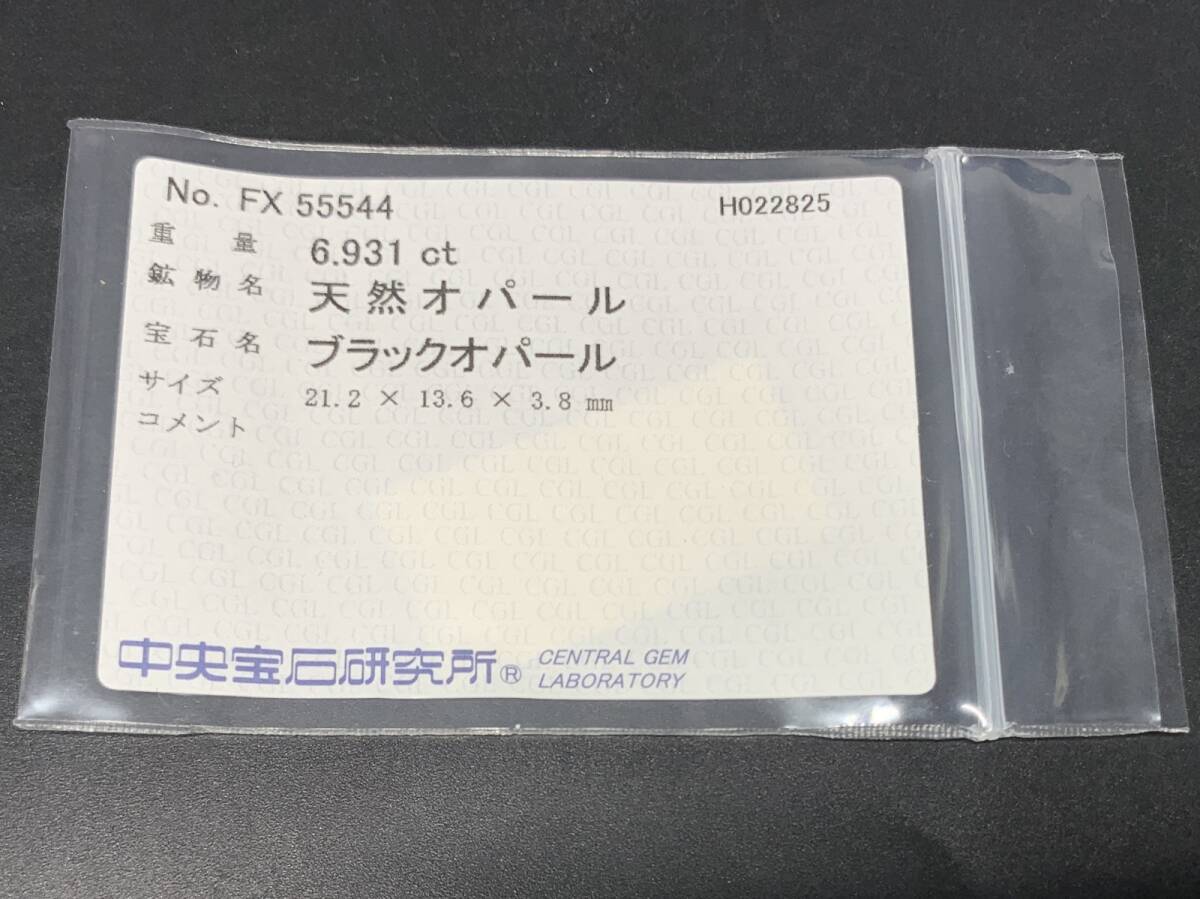 No. FX 55544 H022825
重量 6.931 ct
鉱物名 天然オパール
宝石名 ブラックオパール
サイズ 21.2 × 13.6 × 3.8 mm
コメント
中央宝石研究所® CENTRAL GEM
LABORATORY